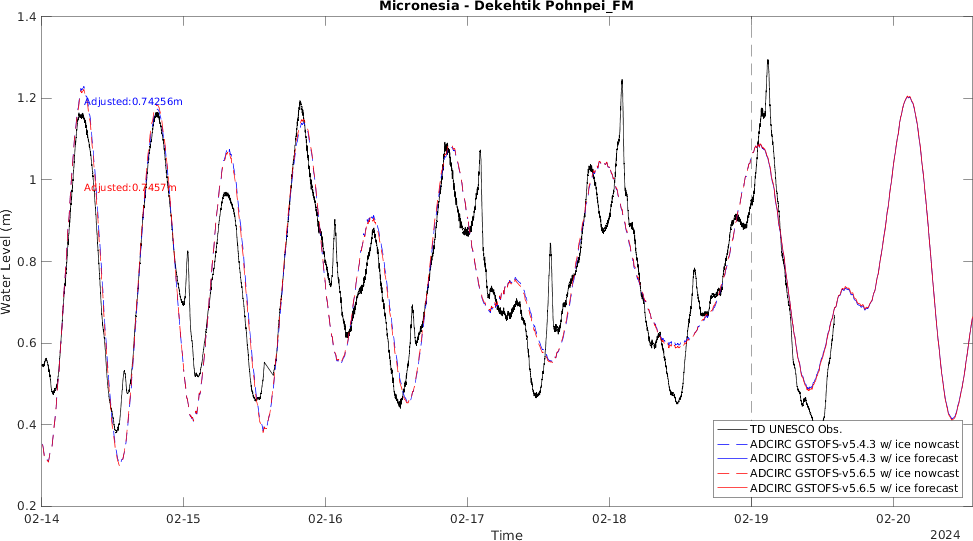 Micronesia - Dekehtik Pohnpei_FM
Water Level (m)
1.4
1.2
1
0.8
0.6
0.4
0.2
Adjusted:0.74256m
Adjusted:0.7457m
TD UNESCO Obs.
ADCIRC GSTOFS-v5.4.3 w/ ice nowcast
ADCIRC GSTOFS-v5.4.3 w/ ice forecast
ADCIRC GSTOFS-v5.6.5 w/ ice nowcast
ADCIRC GSTOFS-v5.6.5 w/ ice forecast
02-14 02-15 02-16 02-17 02-18 02-19 02-20
Time
2024